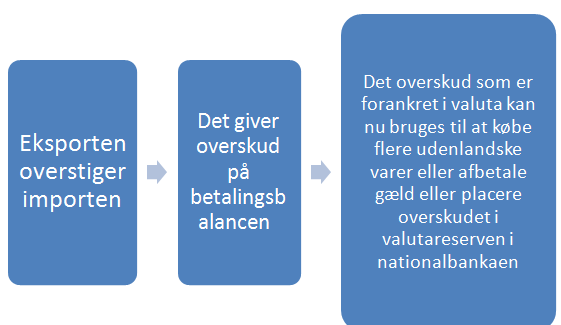 Eksporten
overstiger
importen
Det giver
overskud
på
betalingsb
alancen
Det overskud som er
forankret i valuta kan
nu bruges til at købe
flere udenlandske
varer eller afbetale
gæld eller placere
overskudet i
valutareserven i
nationalbankaen